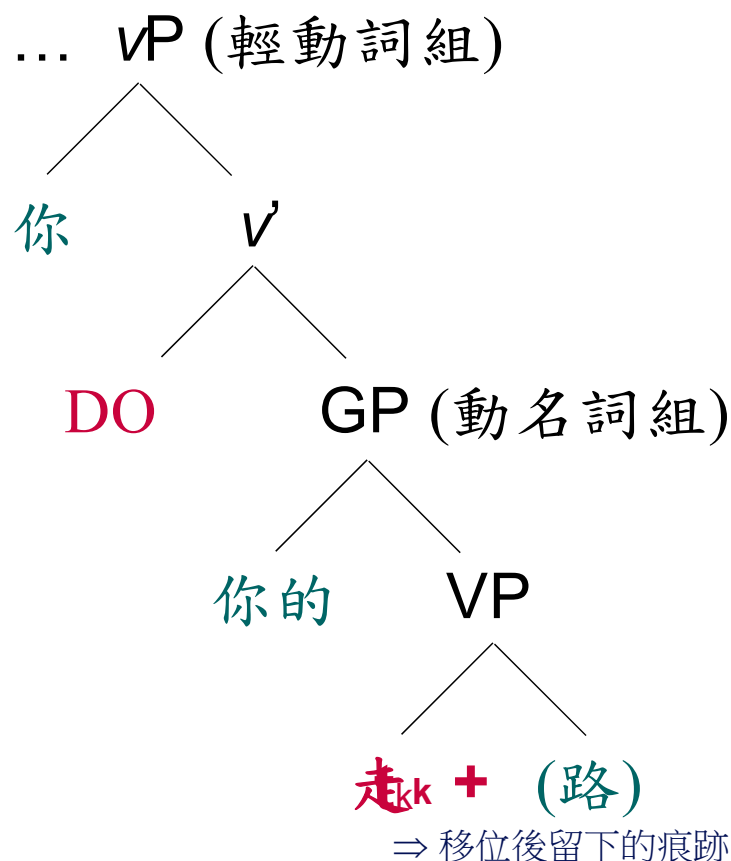 … vP (輕動詞組)
你 v’
DO GP (動名詞組)
你的 VP
走k + (路)
⇒ 移位後留下的痕跡